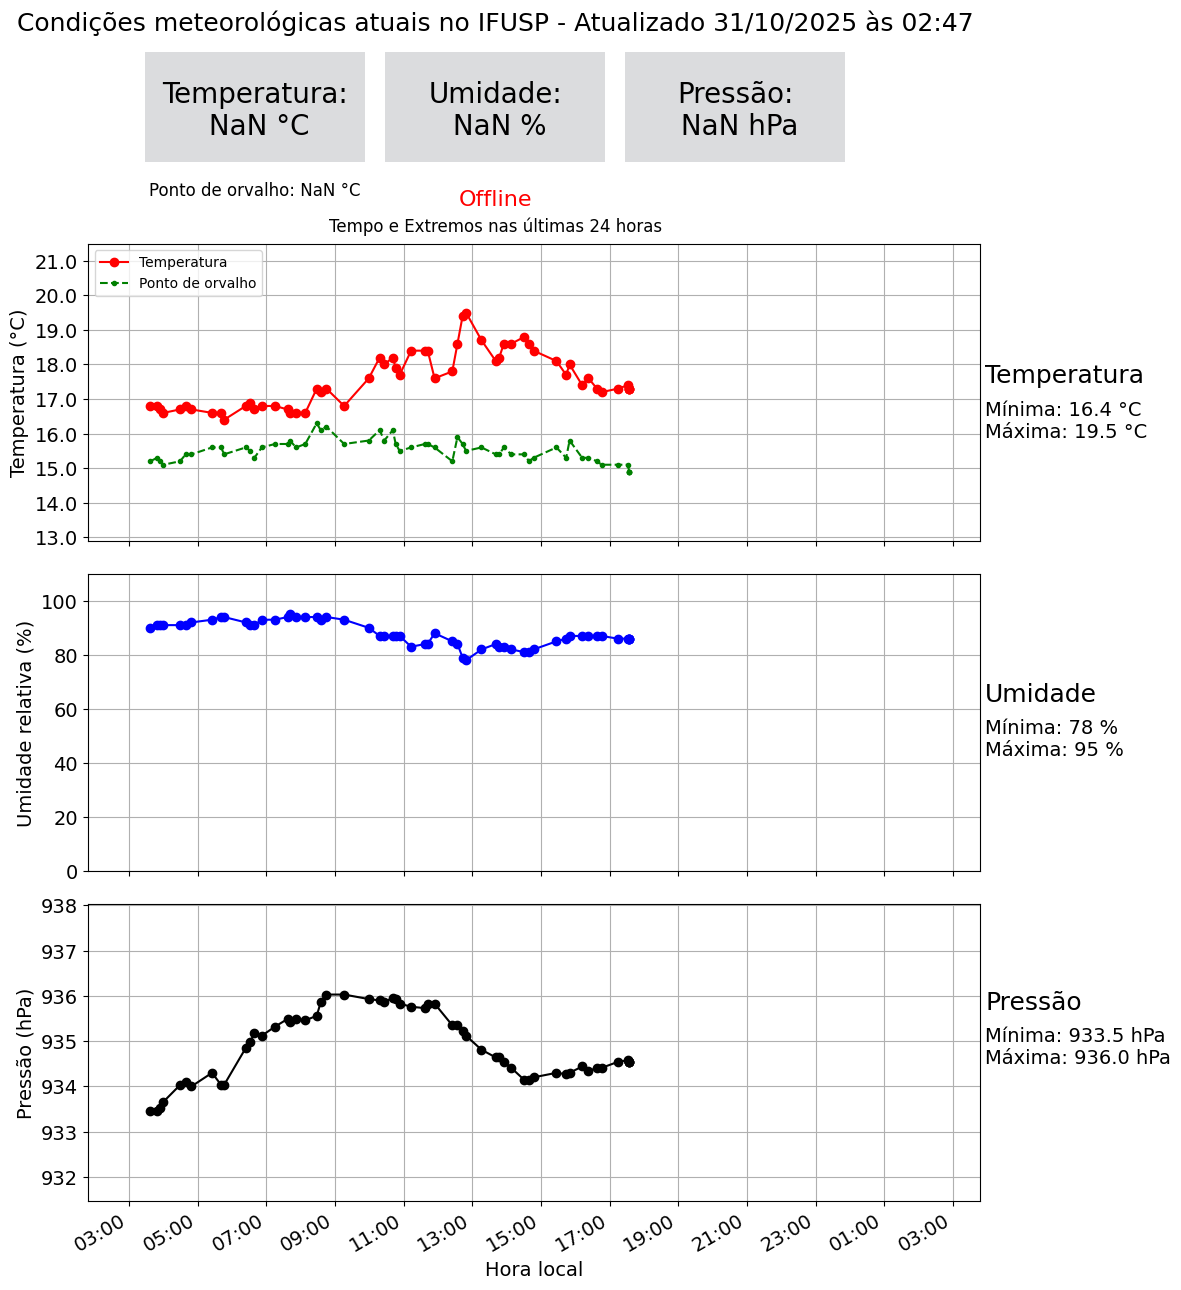 Condições meteorológicas atuais no IFUSP - Atualizado 31/10/2025 às 02:47
Temperatura:
NaN °C
Umidade:
NaN %
Pressão:
NaN hPa
Ponto de orvalho: NaN °C
Offline
Tempo e Extremos nas últimas 24 horas
Temperatura
Ponto de orvalho
Temperatura (°C)
21.0
20.0
19.0
18.0
17.0
16.0
15.0
14.0
13.0
Temperatura
Mínima: 16.4 °C
Máxima: 19.5 °C
Umidade relativa (%)
100
80
60
40
20
0
Umidade
Mínima: 78 %
Máxima: 95 %
Pressão (hPa)
938
937
936
935
934
933
932
Pressão
Mínima: 933.5 hPa
Máxima: 936.0 hPa
03:00
05:00
07:00
09:00
11:00
13:00
15:00
17:00
19:00
21:00
23:00
01:00
03:00
Hora local